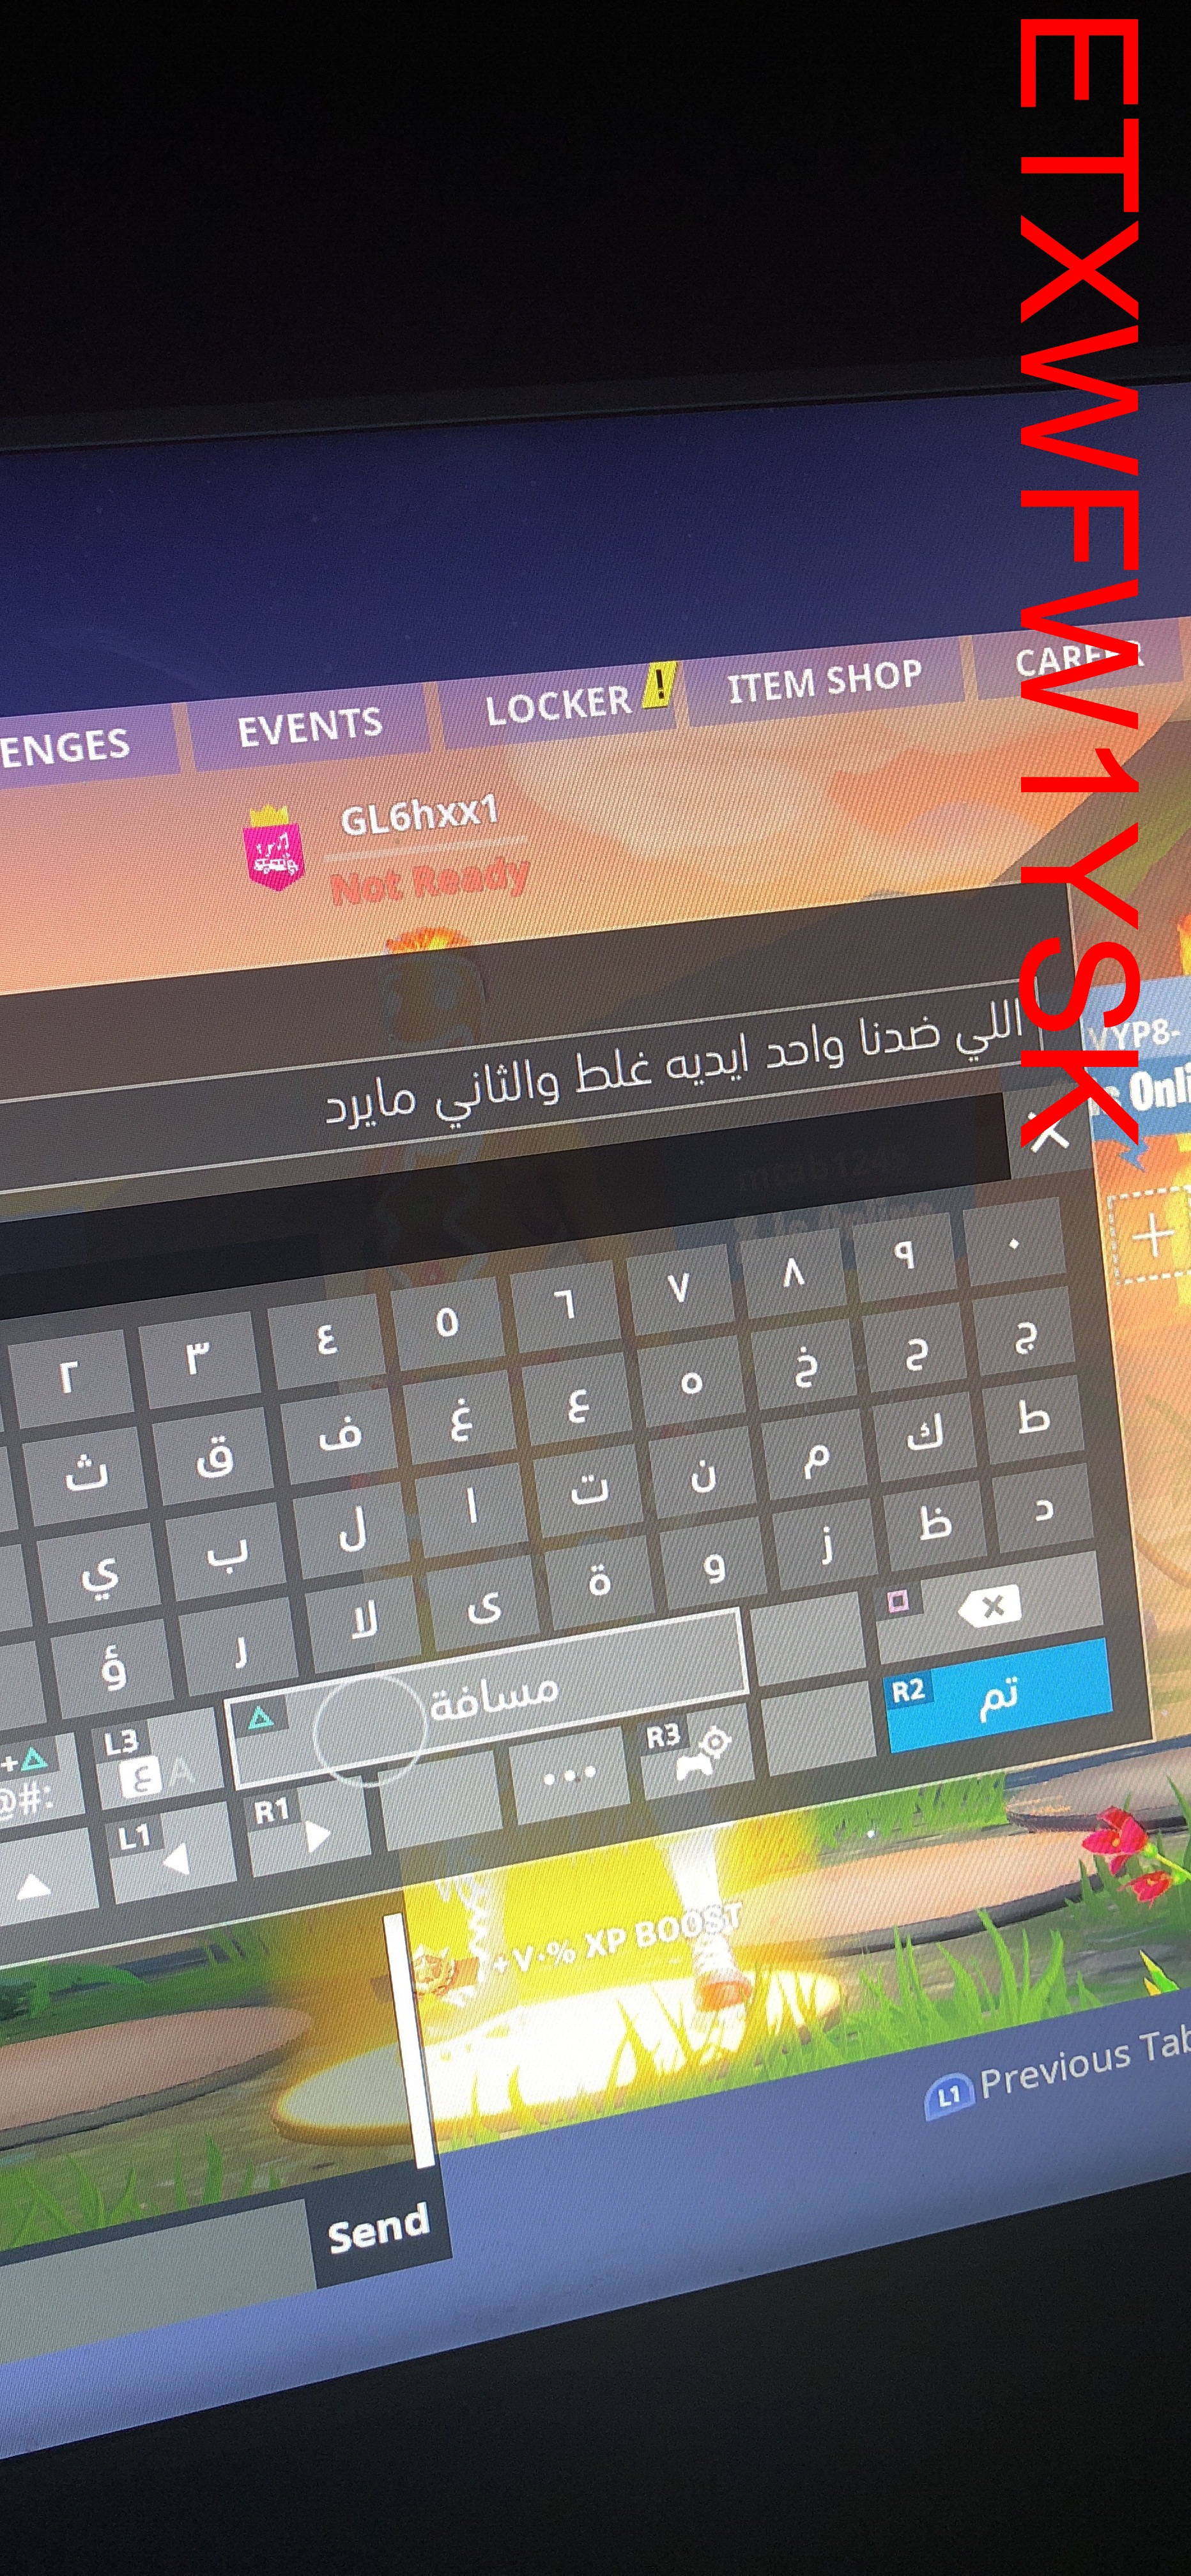 ETXWFW1YSK
ENGES
EVENTS
LOCKER !
ITEM SHOP
CAREER
GL6hxx1
Not Ready
اللي ضدنا واحد ايديه غلط والثاني مايرد
VYP8-
Onli
٢ ٣ ٤ ٥ ٦ ٧ ٨ ٩ ٠
ث ق ف غ ع ه خ ح ج
ي ب ل ا ت ن م ك ط
ؤ ر لا ى ة و ز ظ د
+ @#:
L3 ع A
مسافة
L1
R1
...
R3
R2 تم
+٧٠% XP BOOST
L1 Previous Tab
Send